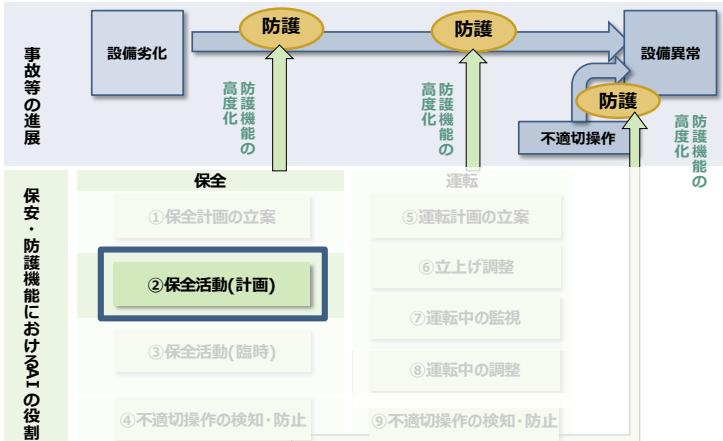 事故等の進展
設備劣化
防護
防護
設備異常
防護
不適切操作
防護機能の
高度化
防護機能の
高度化
防護機能の
高度化
保安・防護機能におけるAIの役割
保全
運転
①保全計画の立案
②保全活動(計画)
③保全活動(臨時)
④不適切操作の検知・防止
⑤運転計画の立案
⑥立上げ調整
⑦運転中の監視
⑧運転中の調整
⑨不適切操作の検知・防止